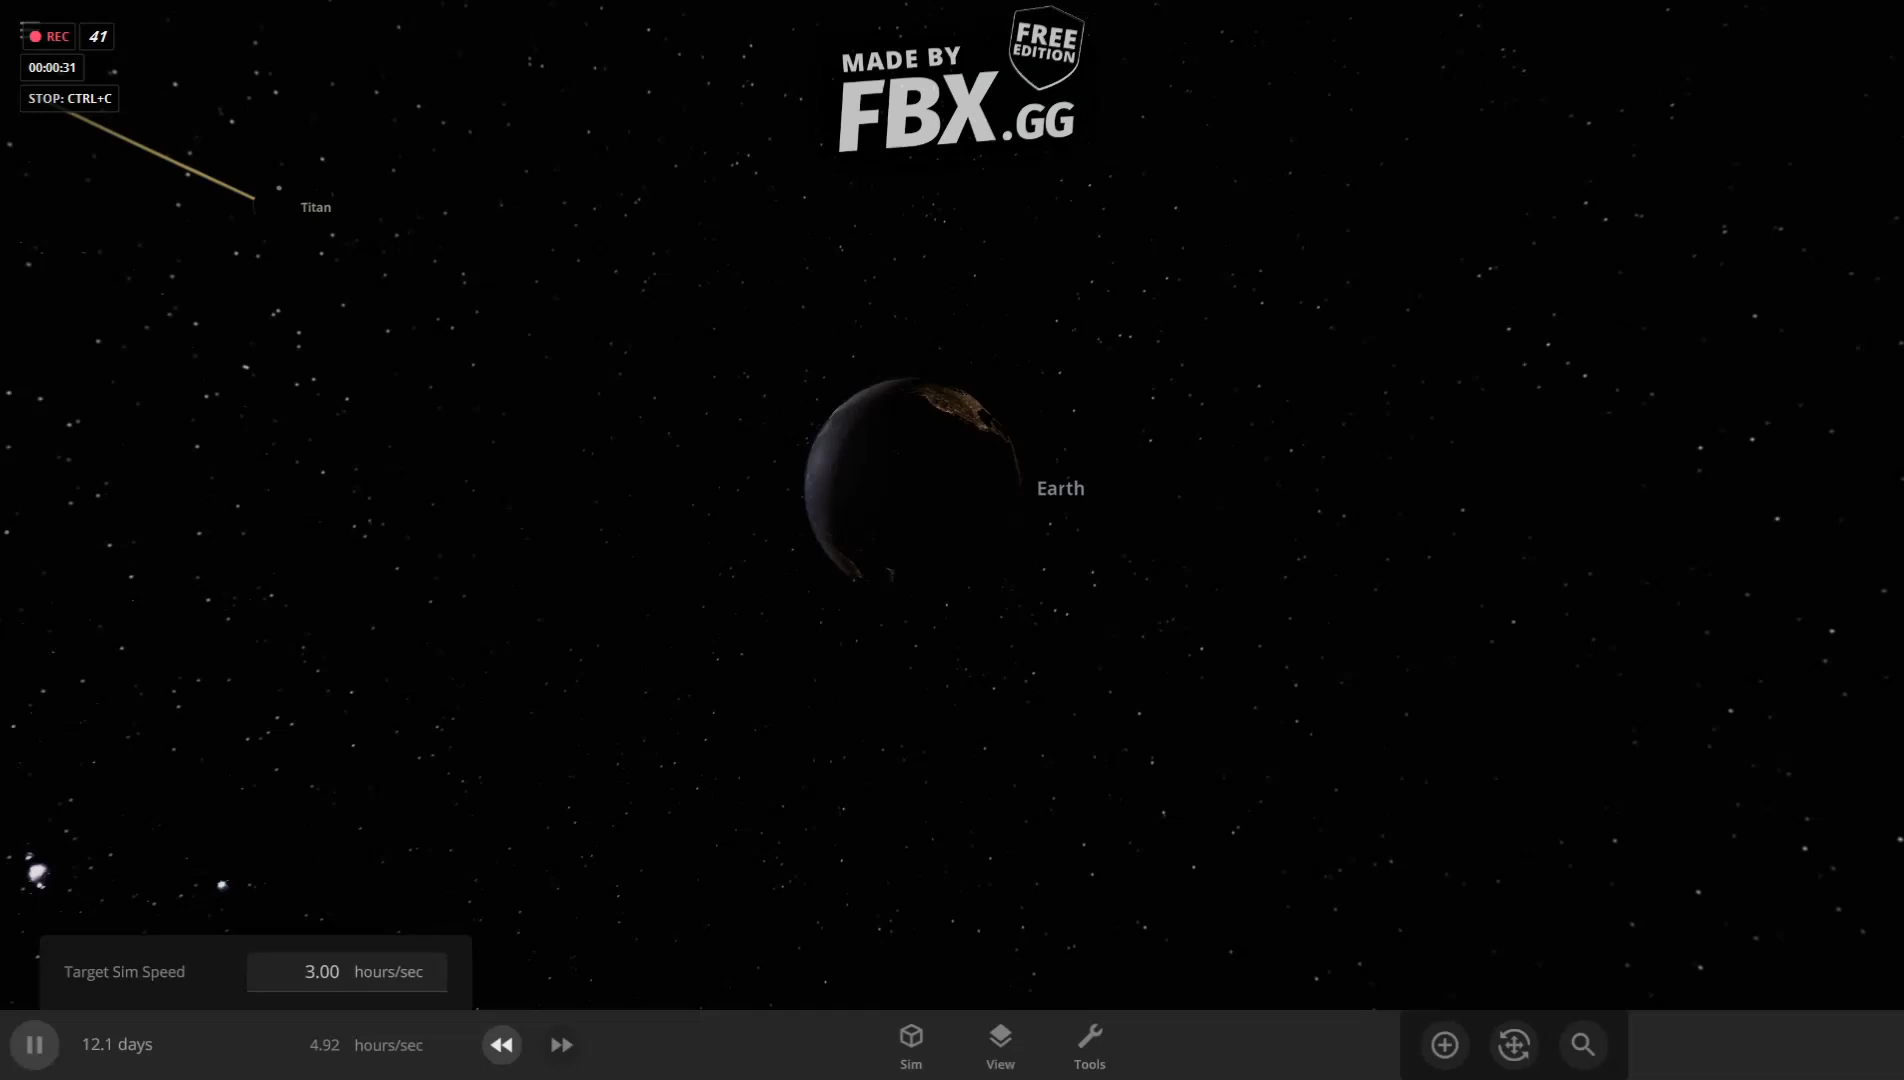 REC 41
00:00:31
STOP: CTRL+C
MADE BY
FBX.GG
FREE
EDITION
Titan
Earth
Target Sim Speed 3.00 hours/sec
12.1 days 4.92 hours/sec
Sim View Tools